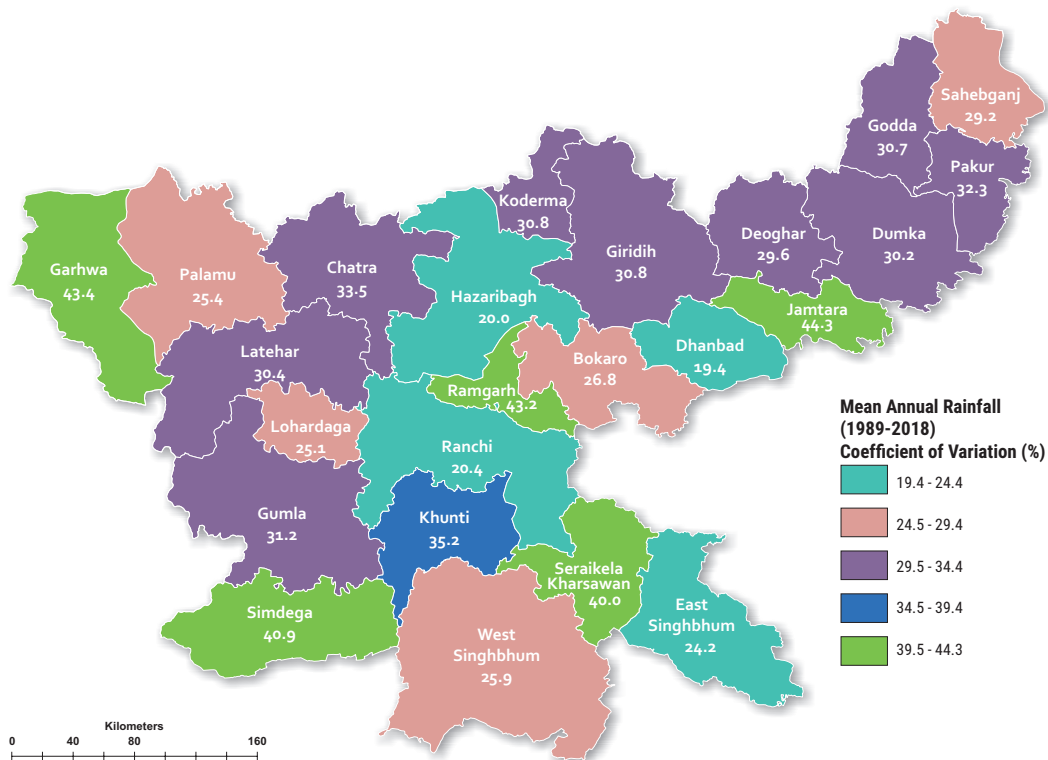 Sahebganj
29.2
Godda
30.7
Pakur
32.3
Koderma
30.8
Deoghar
29.6
Dumka
30.2
Giridih
30.8
Garhwa
43.4
Palamu
25.4
Chatra
33.5
Hazaribagh
20.0
Jamtara
44.3
Dhanbad
19.4
Latehar
30.4
Bokaro
26.8
Ramgarh
43.2
Lohardaga
25.1
Ranchi
20.4
Gumla
31.2
Khunti
35.2
Seraikela
Kharsawan
40.0
Simdega
40.9
East
Singhbhum
24.2
West
Singhbhum
25.9
Mean Annual Rainfall
(1989-2018)
Coefficient of Variation (%)
19.4 - 24.4
24.5 - 29.4
29.5 - 34.4
34.5 - 39.4
39.5 - 44.3
Kilometers
0 40 80 160